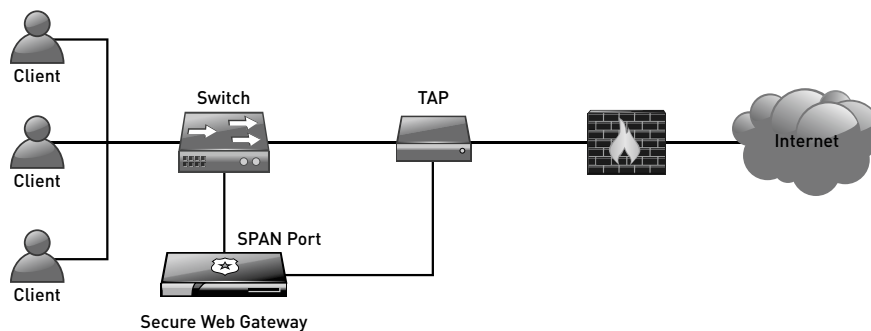 Client
Switch
TAP
Internet
Client
SPAN Port
Client
Secure Web Gateway